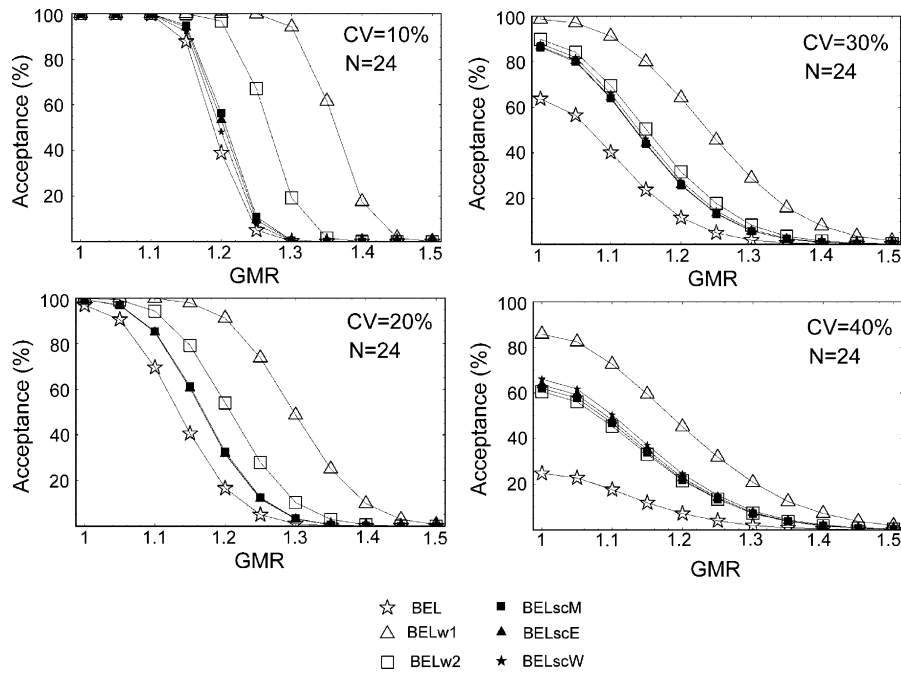 Acceptance (%)
100
80
60
40
20
CV=10%
N=24
1 1.1 1.2 1.3 1.4 1.5
GMR
Acceptance (%)
100
80
60
40
20
CV=30%
N=24
1 1.1 1.2 1.3 1.4 1.5
GMR
Acceptance (%)
100
80
60
40
20
CV=20%
N=24
1 1.1 1.2 1.3 1.4 1.5
GMR
Acceptance (%)
100
80
60
40
20
CV=40%
N=24
1 1.1 1.2 1.3 1.4 1.5
GMR
BEL
BELw1
BELw2
BELscM
BELscE
BELscW